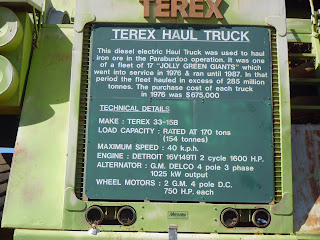 TEREX
TEREX HAUL TRUCK
This diesel electric Haul Truck was used to haul
iron ore in the Paraburdoo operation. It was one
of a fleet of 17 "JOLLY GREEN GIANTS" which
went into service in 1976 & ran until 1987. In that
period the fleet hauled in excess of 285 million
tonnes. The purchase cost of each truck
in 1976 was $675,000
TECHNICAL DETAILS
MAKE : TEREX 33-15B
LOAD CAPACITY : RATED AT 170 tons
(154 tonnes)
MAXIMUM SPEED : 40 k.p.h.
ENGINE : DETROIT 16V149TI 2 cycle 1600 H.P.
ALTERNATOR : G.M. DELCO 4 pole 3 phase
1025 kW output
WHEEL MOTORS : 2 G.M. 4 pole D.C.
750 H.P. each